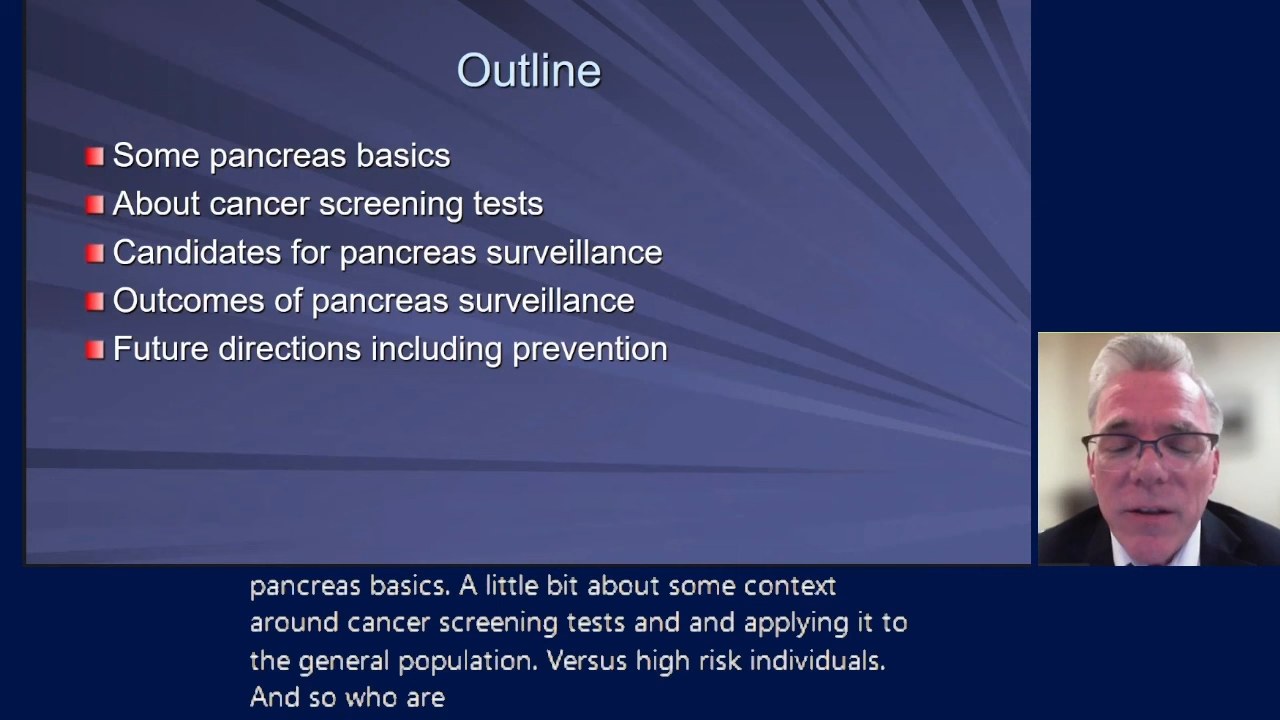 Outline
Some pancreas basics
About cancer screening tests
Candidates for pancreas surveillance
Outcomes of pancreas surveillance
Future directions including prevention
pancreas basics. A little bit about some context
around cancer screening tests and and applying it to
the general population. Versus high risk individuals.
And so who are